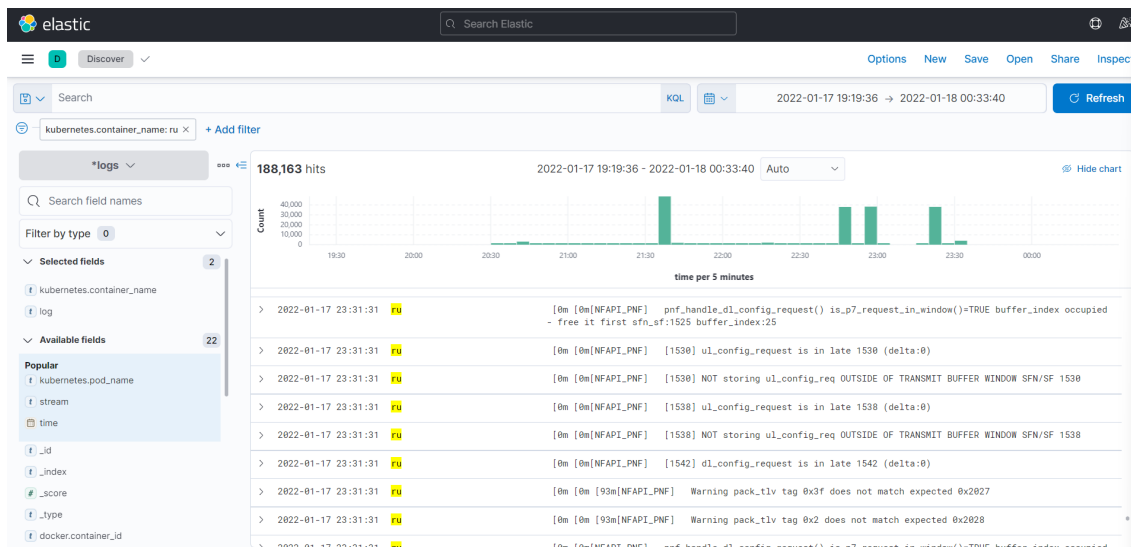 elastic
Search Elastic
D
Discover
Options New Save Open Share Inspec
Search
KQL
2022-01-17 19:19:36 → 2022-01-18 00:33:40
Refresh
kubernetes.container_name: ru ×
+ Add filter
*logs
188,163 hits
2022-01-17 19:19:36 - 2022-01-18 00:33:40
Auto
Hide chart
Search field names
Filter by type 0
Selected fields 2
t kubernetes.container_name
t log
Available fields 22
Popular
t kubernetes.pod_name
t stream
time
t _id
t _index
# _score
t _type
t docker.container_id
Count
40,000
30,000
20,000
10,000
0
19:30 20:00 20:30 21:00 21:30 22:00 22:30 23:00 23:30 00:00
time per 5 minutes
> 2022-01-17 23:31:31 ru [0m [0m[NFAPI_PNF] pnf_handle_dl_config_request() is_p7_request_in_window()=TRUE buffer_index occupied
- free it first sfn_sf:1525 buffer_index:25
> 2022-01-17 23:31:31 ru [0m [0m[NFAPI_PNF] [1530] ul_config_request is in late 1530 (delta:0)
> 2022-01-17 23:31:31 ru [0m [0m[NFAPI_PNF] [1530] NOT storing ul_config_req OUTSIDE OF TRANSMIT BUFFER WINDOW SFN/SF 1530
> 2022-01-17 23:31:31 ru [0m [0m[NFAPI_PNF] [1538] ul_config_request is in late 1538 (delta:0)
> 2022-01-17 23:31:31 ru [0m [0m[NFAPI_PNF] [1538] NOT storing ul_config_req OUTSIDE OF TRANSMIT BUFFER WINDOW SFN/SF 1538
> 2022-01-17 23:31:31 ru [0m [0m[NFAPI_PNF] [1542] dl_config_request is in late 1542 (delta:0)
> 2022-01-17 23:31:31 ru [0m [0m [93m[NFAPI_PNF] Warning pack_tlv tag 0x3f does not match expected 0x2027
> 2022-01-17 23:31:31 ru [0m [0m [93m[NFAPI_PNF] Warning pack_tlv tag 0x2 does not match expected 0x2028